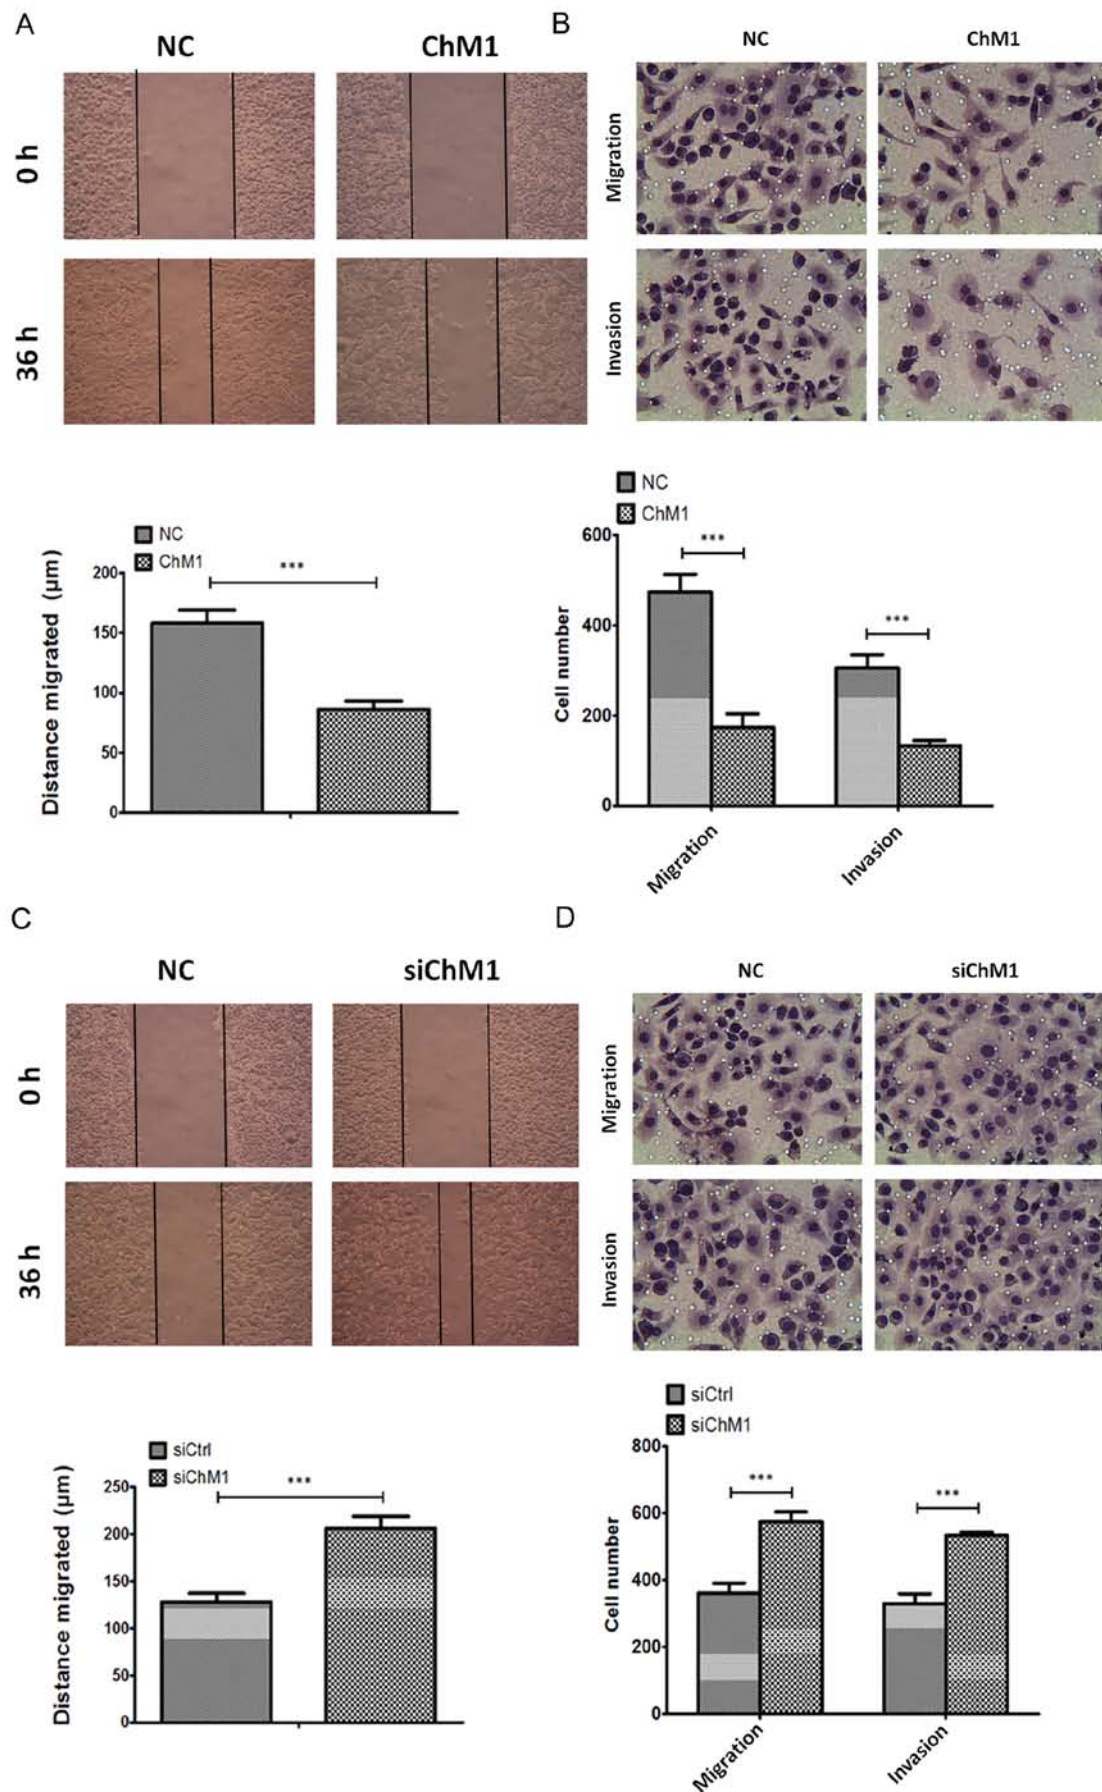 A
NC
ChM1
0 h
36 h
B
NC
ChM1
Migration
Invasion
NC
ChM1
Distance migrated (µm)
200
150
100
50
0
***
NC
ChM1
Cell number
600
400
200
0
***
***
Migration
Invasion
C
NC
siChM1
0 h
36 h
D
NC
siChM1
Migration
Invasion
siCtrl
siChM1
Distance migrated (µm)
250
200
150
100
50
0
***
siCtrl
siChM1
Cell number
800
600
400
200
0
***
***
Migration
Invasion